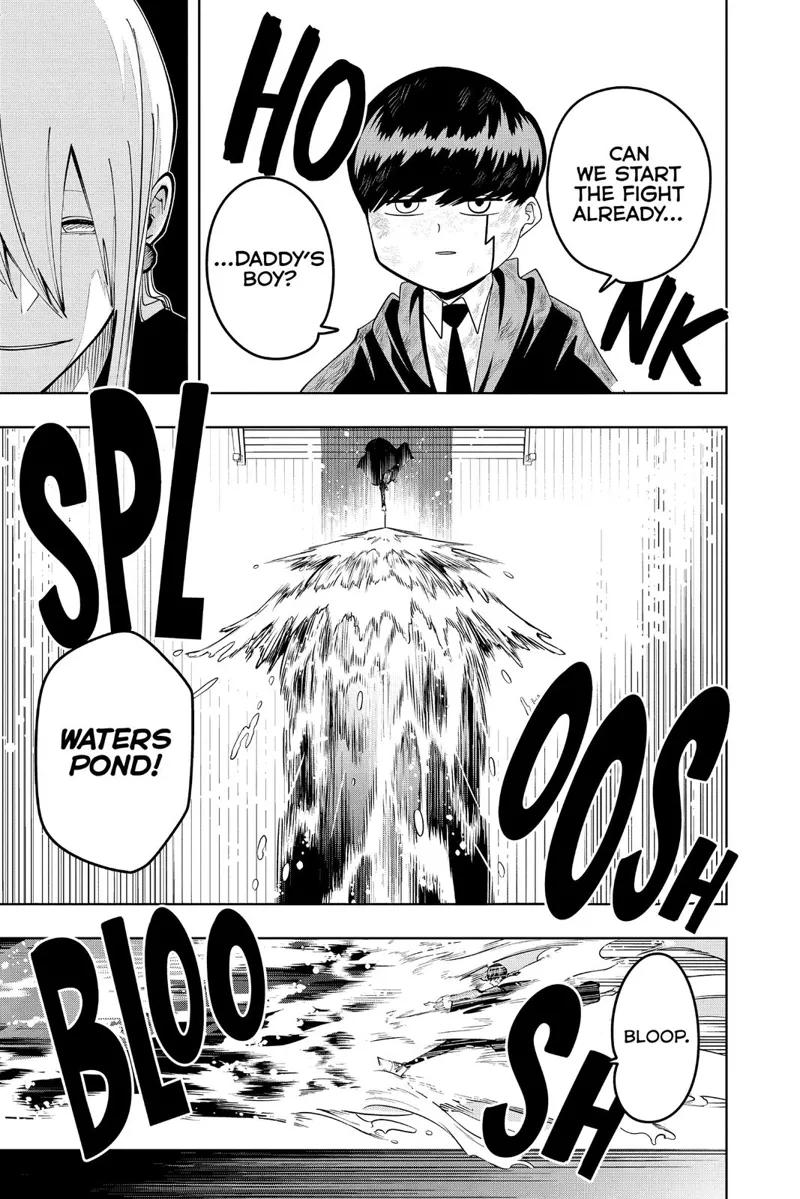 HO
NK
CAN
WE START
THE FIGHT
ALREADY...
...DADDY'S
BOY?
SPL
OOSH
WATERS
POND!
BLOO
SH
BLOOP.